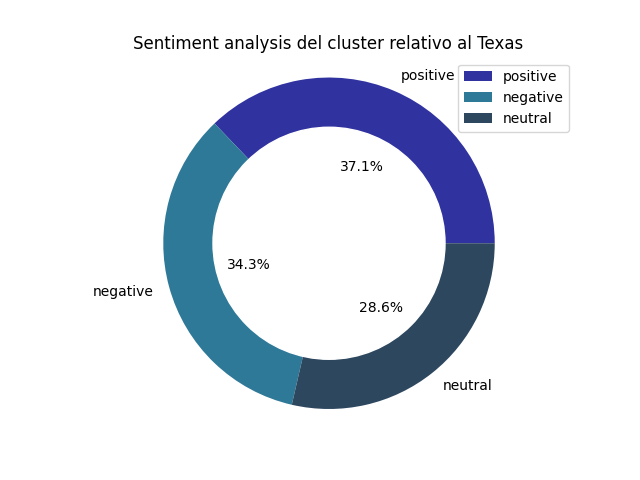 Sentiment analysis del cluster relativo al Texas
positive
positive
negative
neutral
37.1%
34.3%
28.6%
negative
neutral